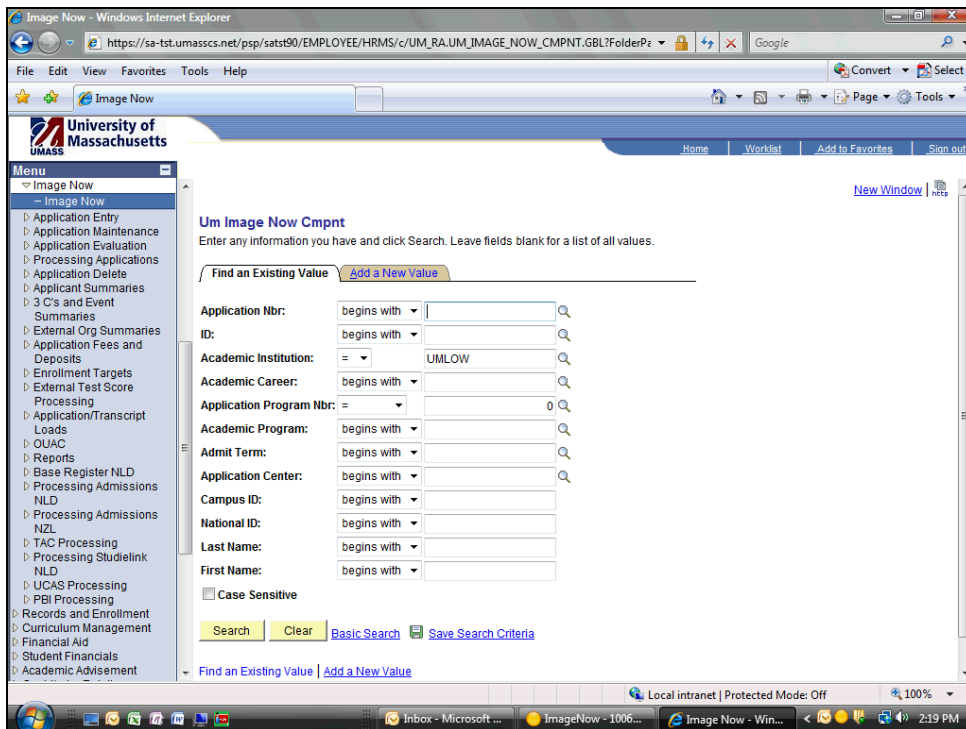 Image Now - Windows Internet Explorer
https://sa-tst.umasscs.net/psp/satst90/EMPLOYEE/HRMS/c/UM_RA.UM_IMAGE_NOW_CMPNT.GBL?FolderPa
Google
File Edit View Favorites Tools Help
Convert Select
Image Now
Page Tools
University of
Massachusetts
UMASS
Home Worklist Add to Favorites Sign out
Menu
Image Now
– Image Now
Application Entry
Application Maintenance
Application Evaluation
Processing Applications
Application Delete
Applicant Summaries
3 C's and Event
Summaries
External Org Summaries
Application Fees and
Deposits
Enrollment Targets
External Test Score
Processing
Application/Transcript
Loads
OUAC
Reports
Base Register NLD
Processing Admissions
NLD
Processing Admissions
NZL
TAC Processing
Processing Studielink
NLD
UCAS Processing
PBI Processing
Records and Enrollment
Curriculum Management
Financial Aid
Student Financials
Academic Advisement
New Window
http
Um Image Now Cmpnt
Enter any information you have and click Search. Leave fields blank for a list of all values.
Find an Existing Value Add a New Value
Application Nbr: begins with
ID: begins with
Academic Institution: = UMLOW
Academic Career: begins with
Application Program Nbr: = 0
Academic Program: begins with
Admit Term: begins with
Application Center: begins with
Campus ID: begins with
National ID: begins with
Last Name: begins with
First Name: begins with
Case Sensitive
Search Clear Basic Search Save Search Criteria
Find an Existing Value | Add a New Value
Local intranet | Protected Mode: Off 100%
Inbox - Microsoft ... ImageNow - 1006... Image Now - Win... 2:19 PM